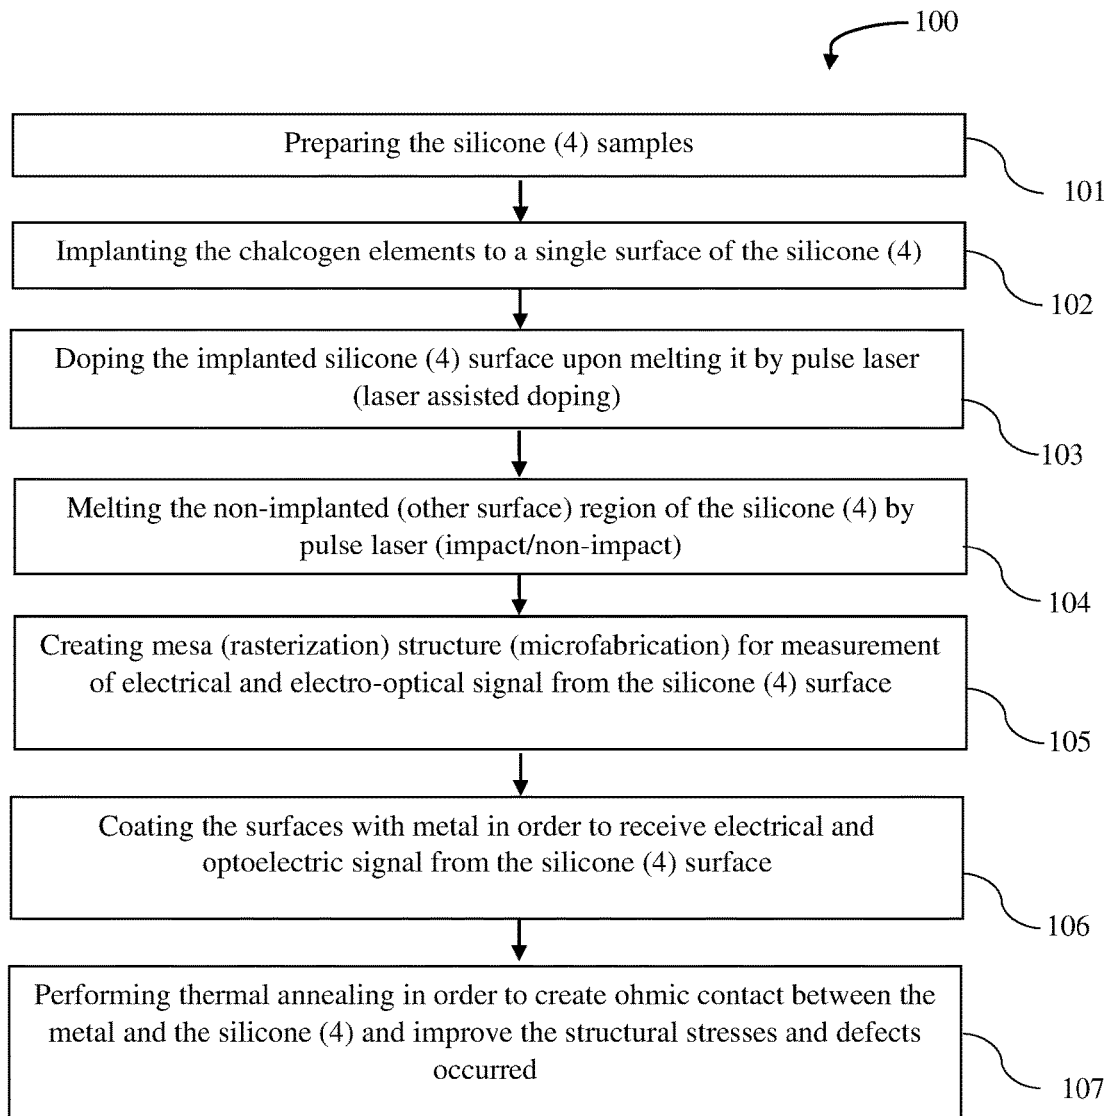 100
Preparing the silicone (4) samples
101
Implanting the chalcogen elements to a single surface of the silicone (4)
102
Doping the implanted silicone (4) surface upon melting it by pulse laser
(laser assisted doping)
103
Melting the non-implanted (other surface) region of the silicone (4) by
pulse laser (impact/non-impact)
104
Creating mesa (rasterization) structure (microfabrication) for measurement
of electrical and electro-optical signal from the silicone (4) surface
105
Coating the surfaces with metal in order to receive electrical and
optoelectric signal from the silicone (4) surface
106
Performing thermal annealing in order to create ohmic contact between the
metal and the silicone (4) and improve the structural stresses and defects
occurred
107